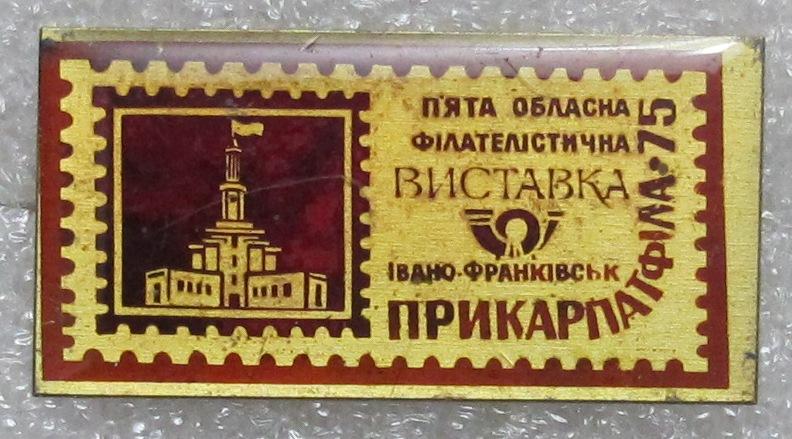 П'ЯТА ОБЛАСНА
ФІЛАТЕЛІСТИЧНА
ВИСТАВКА
ІВАНО-ФРАНКІВСЬК
ПРИКАРПАТФІЛА·75